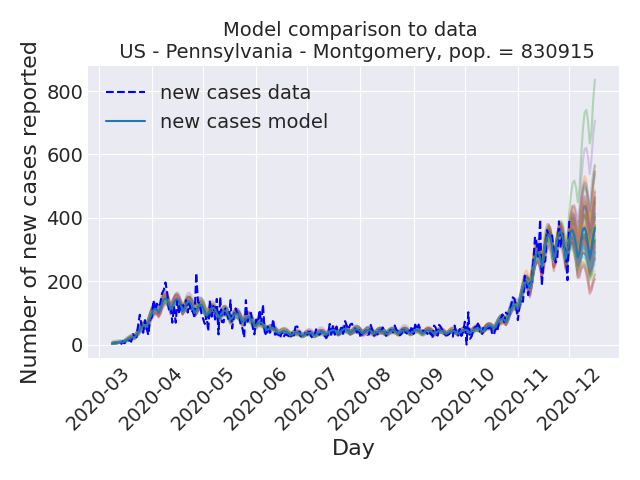 Model comparison to data
US - Pennsylvania - Montgomery, pop. = 830915
Number of new cases reported
800
600
400
200
0
new cases data
new cases model
2020-03
2020-04
2020-05
2020-06
2020-07
2020-08
2020-09
2020-10
2020-11
2020-12
Day